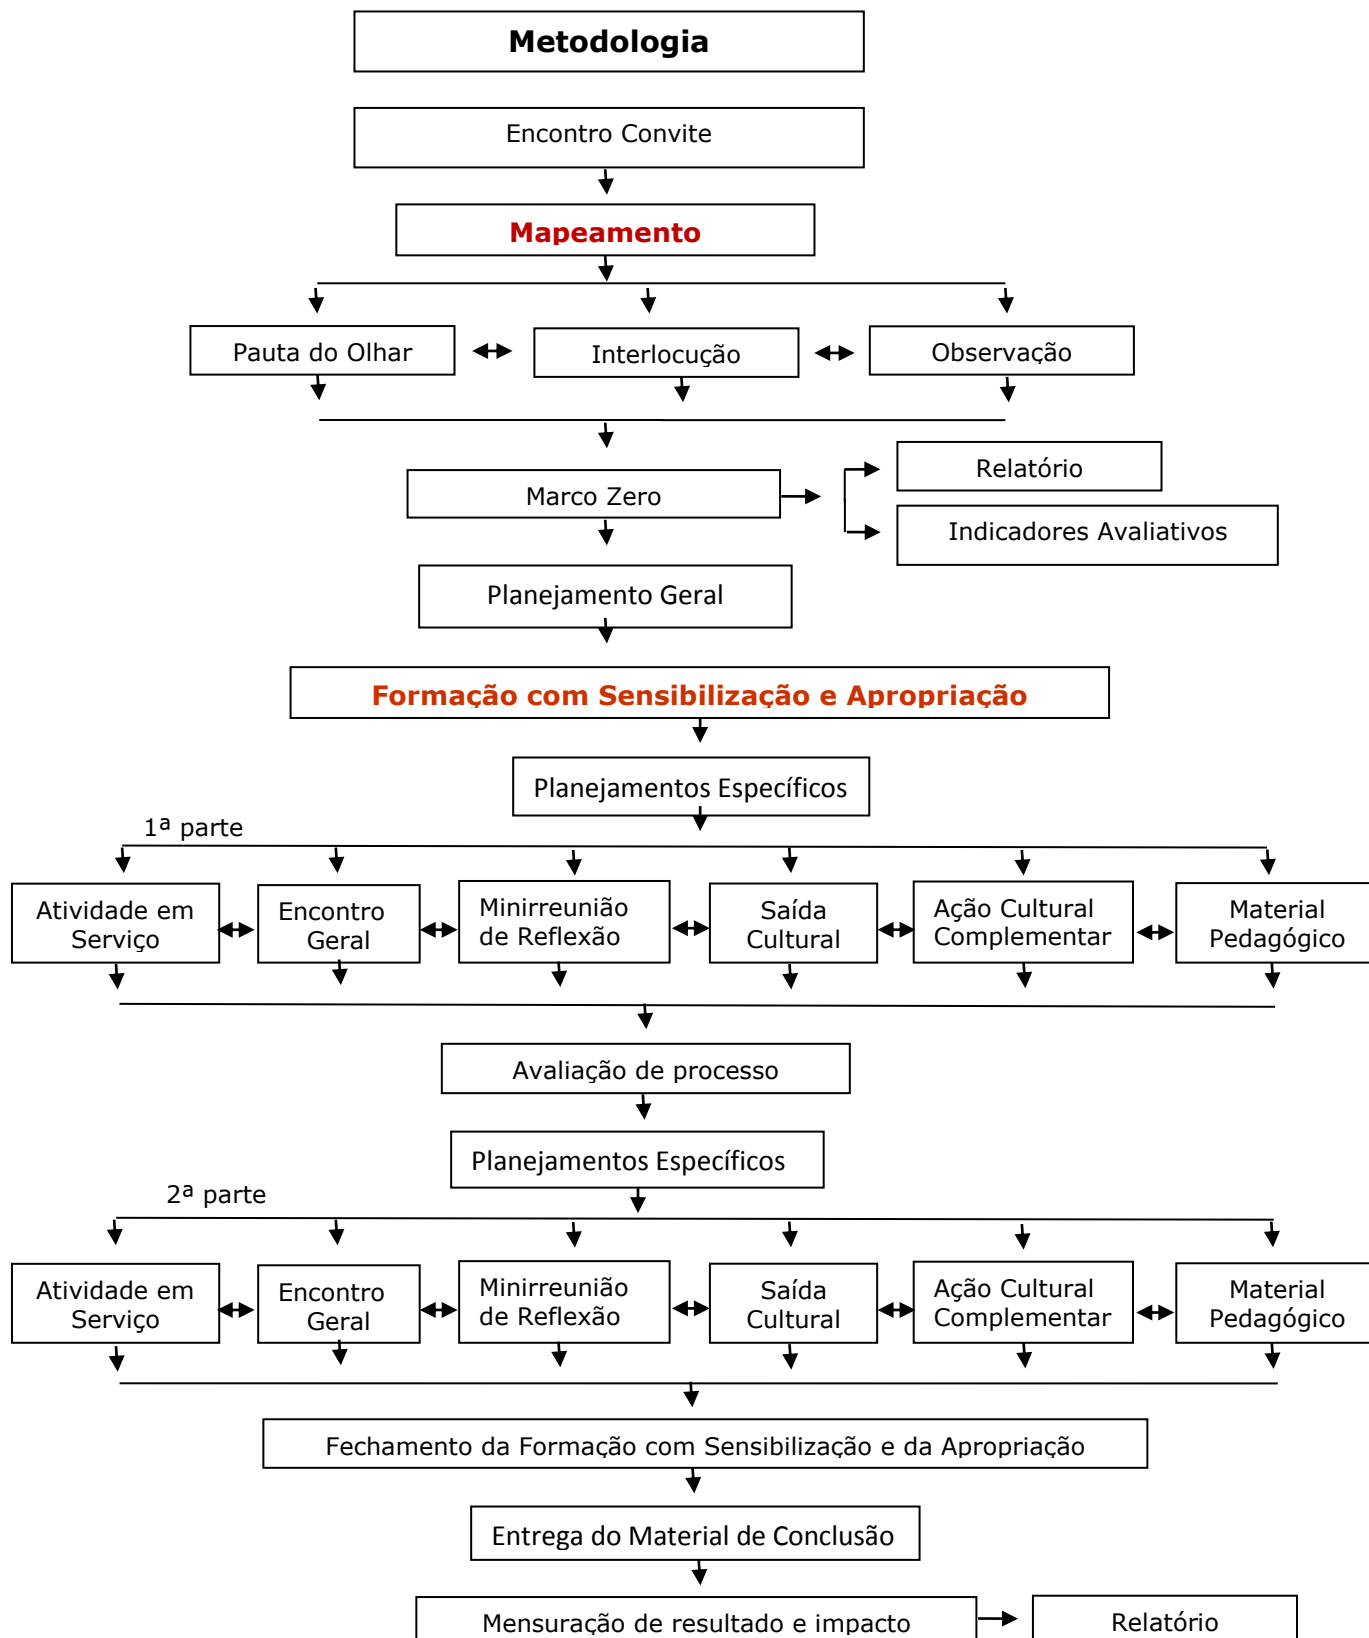 Metodologia
Encontro Convite
Mapeamento
Pauta do Olhar
Interlocução
Observação
Relatório
Marco Zero
Indicadores Avaliativos
Planejamento Geral
Formação com Sensibilização e Apropriação
Planejamentos Específicos
1ª parte
Atividade em
Serviço
Encontro
Geral
Minirreunião
de Reflexão
Saída
Cultural
Ação Cultural
Complementar
Material
Pedagógico
Avaliação de processo
Planejamentos Específicos
2ª parte
Atividade em
Serviço
Encontro
Geral
Minirreunião
de Reflexão
Saída
Cultural
Ação Cultural
Complementar
Material
Pedagógico
Fechamento da Formação com Sensibilização e da Apropriação
Entrega do Material de Conclusão
Mensuração de resultado e impacto
Relatório